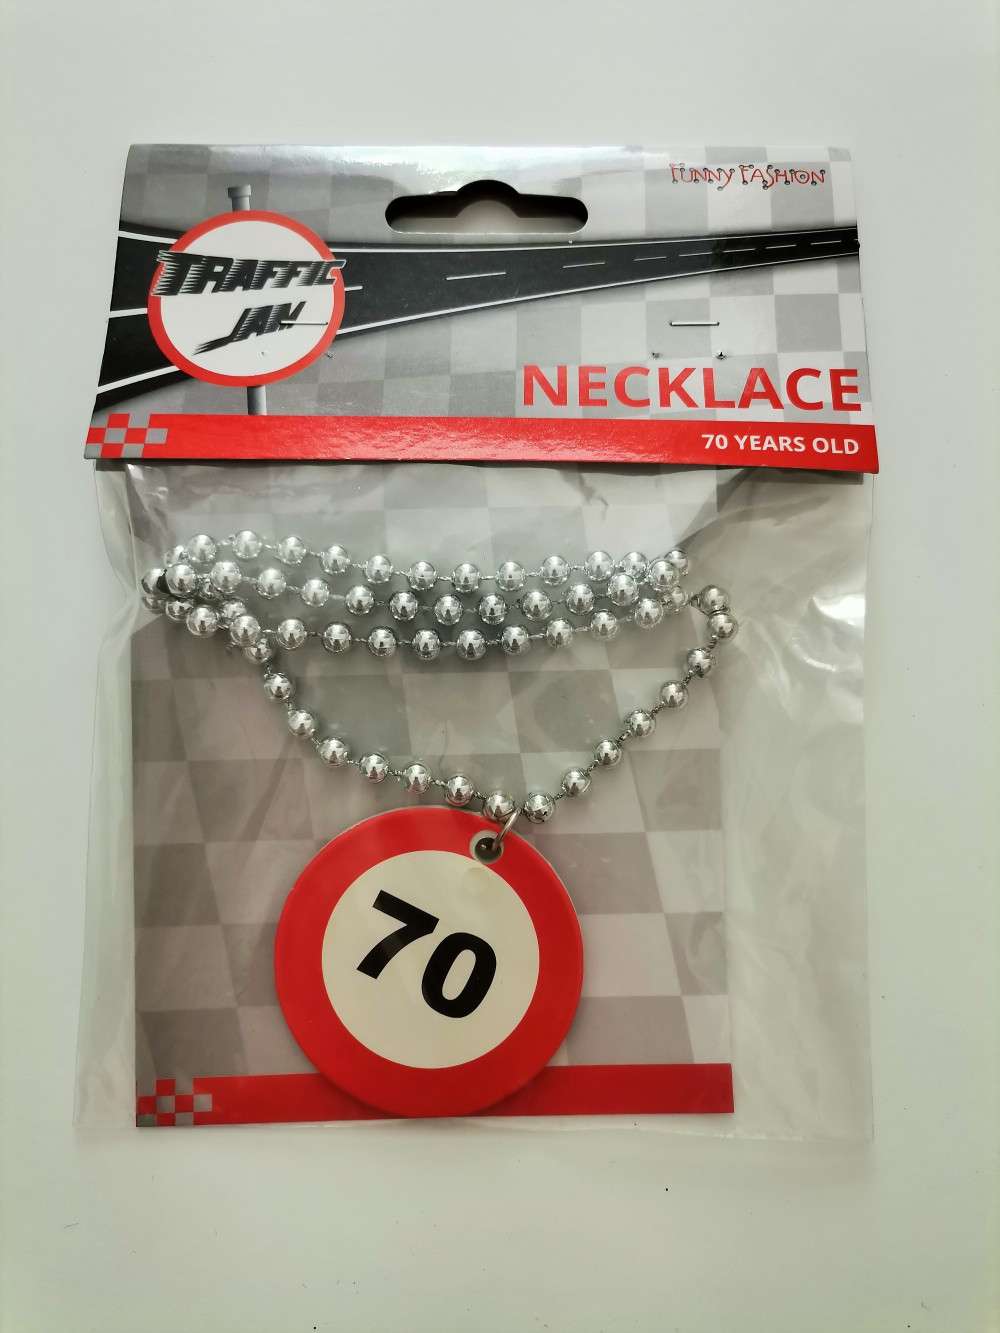 FUNNY FASHION
TRAFFIC
JAM
NECKLACE
70 YEARS OLD
70